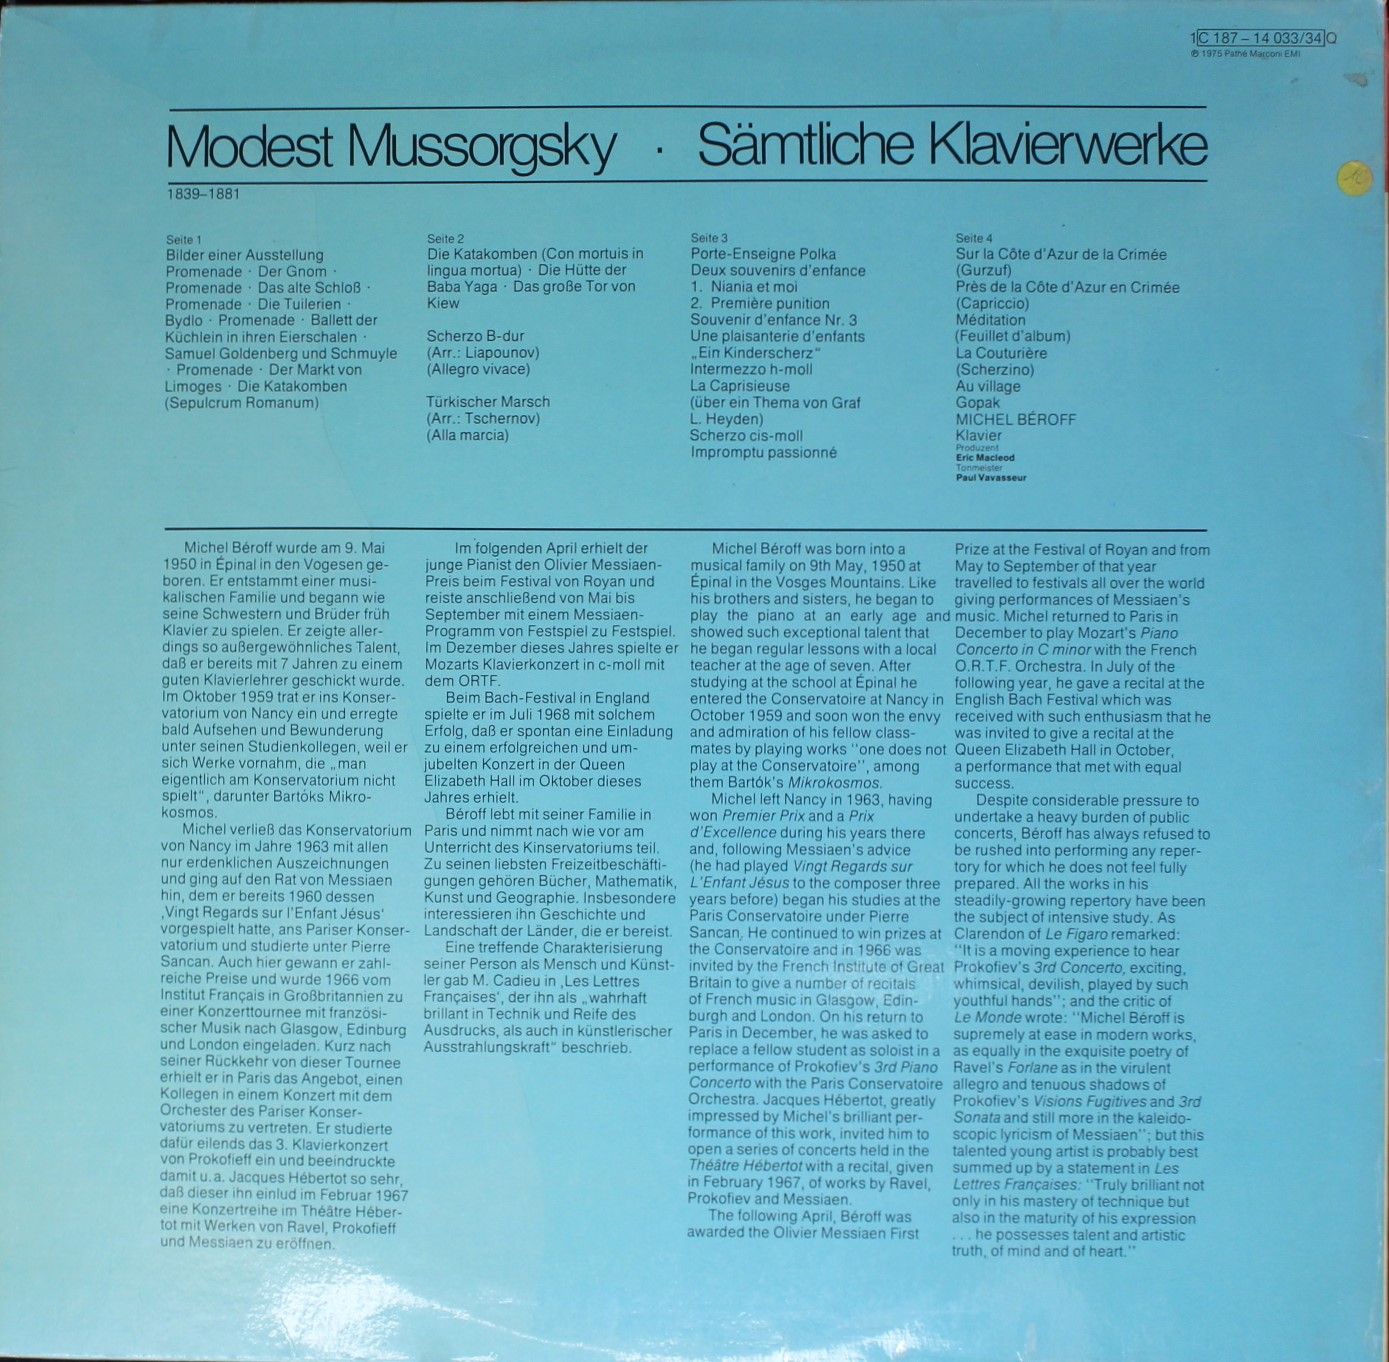 1C 187 – 14 033/34 Q
℗ 1975 Pathé Marconi EMI
Modest Mussorgsky · Sämtliche Klavierwerke
1839–1881
Seite 1
Bilder einer Ausstellung
Promenade · Der Gnom ·
Promenade · Das alte Schloß ·
Promenade · Die Tuilerien ·
Bydlo · Promenade · Ballett der
Küchlein in ihren Eierschalen ·
Samuel Goldenberg und Schmuyle
· Promenade · Der Markt von
Limoges · Die Katakomben
(Sepulcrum Romanum)
Seite 2
Die Katakomben (Con mortuis in
lingua mortua) · Die Hütte der
Baba Yaga · Das große Tor von
Kiew
Scherzo B-dur
(Arr.: Liapounov)
(Allegro vivace)
Türkischer Marsch
(Arr.: Tschernov)
(Alla marcia)
Seite 3
Porte-Enseigne Polka
Deux souvenirs d'enfance
1. Niania et moi
2. Première punition
Souvenir d'enfance Nr. 3
Une plaisanterie d'enfants
„Ein Kinderscherz"
Intermezzo h-moll
La Caprisieuse
(über ein Thema von Graf
L. Heyden)
Scherzo cis-moll
Impromptu passionné
Seite 4
Sur la Côte d'Azur de la Crimée
(Gurzuf)
Près de la Côte d'Azur en Crimée
(Capriccio)
Méditation
(Feuillet d'album)
La Couturière
(Scherzino)
Au village
Gopak
MICHEL BÉROFF
Klavier
Produzent
Eric Macleod
Tonmeister
Paul Vavasseur
Michel Béroff wurde am 9. Mai
1950 in Épinal in den Vogesen ge-
boren. Er entstammt einer musi-
kalischen Familie und begann wie
seine Schwestern und Brüder früh
Klavier zu spielen. Er zeigte aller-
dings so außergewöhnliches Talent,
daß er bereits mit 7 Jahren zu einem
guten Klavierlehrer geschickt wurde.
Im Oktober 1959 trat er ins Konser-
vatorium von Nancy ein und erregte
bald Aufsehen und Bewunderung
unter seinen Studienkollegen, weil er
sich Werke vornahm, die „man
eigentlich am Konservatorium nicht
spielt", darunter Bartóks Mikro-
kosmos.
Michel verließ das Konservatorium
von Nancy im Jahre 1963 mit allen
nur erdenklichen Auszeichnungen
und ging auf den Rat von Messiaen
hin, dem er bereits 1960 dessen
‚Vingt Regards sur l'Enfant Jésus'
vorgespielt hatte, ans Pariser Konser-
vatorium und studierte unter Pierre
Sancan. Auch hier gewann er zahl-
reiche Preise und wurde 1966 vom
Institut Français in Großbritannien zu
einer Konzerttournee mit französi-
scher Musik nach Glasgow, Edinburg
und London eingeladen. Kurz nach
seiner Rückkehr von dieser Tournee
erhielt er in Paris das Angebot, einen
Kollegen in einem Konzert mit dem
Orchester des Pariser Konser-
vatoriums zu vertreten. Er studierte
dafür eilends das 3. Klavierkonzert
von Prokofieff ein und beeindruckte
damit u. a. Jacques Hébertot so sehr,
daß dieser ihn einlud im Februar 1967
eine Konzertreihe im Théâtre Héber-
tot mit Werken von Ravel, Prokofieff
und Messiaen zu eröffnen.
Im folgenden April erhielt der
junge Pianist den Olivier Messiaen-
Preis beim Festival von Royan und
reiste anschließend von Mai bis
September mit einem Messiaen-
Programm von Festspiel zu Festspiel.
Im Dezember dieses Jahres spielte er
Mozarts Klavierkonzert in c-moll mit
dem ORTF.
Beim Bach-Festival in England
spielte er im Juli 1968 mit solchem
Erfolg, daß er spontan eine Einladung
zu einem erfolgreichen und um-
jubelten Konzert in der Queen
Elizabeth Hall im Oktober dieses
Jahres erhielt.
Béroff lebt mit seiner Familie in
Paris und nimmt nach wie vor am
Unterricht des Kinservatoriums teil.
Zu seinen liebsten Freizeitbeschäfti-
gungen gehören Bücher, Mathematik,
Kunst und Geographie. Insbesondere
interessieren ihn Geschichte und
Landschaft der Länder, die er bereist.
Eine treffende Charakterisierung
seiner Person als Mensch und Künst-
ler gab M. Cadieu in ‚Les Lettres
Françaises', der ihn als „wahrhaft
brillant in Technik und Reife des
Ausdrucks, als auch in künstlerischer
Ausstrahlungskraft" beschrieb.
Michel Béroff was born into a
musical family on 9th May, 1950 at
Épinal in the Vosges Mountains. Like
his brothers and sisters, he began to
play the piano at an early age and
showed such exceptional talent that
he began regular lessons with a local
teacher at the age of seven. After
studying at the school at Épinal he
entered the Conservatoire at Nancy in
October 1959 and soon won the envy
and admiration of his fellow class-
mates by playing works "one does not
play at the Conservatoire", among
them Bartók's Mikrokosmos.
Michel left Nancy in 1963, having
won Premier Prix and a Prix
d'Excellence during his years there
and, following Messiaen's advice
(he had played Vingt Regards sur
L'Enfant Jésus to the composer three
years before) began his studies at the
Paris Conservatoire under Pierre
Sancan. He continued to win prizes at
the Conservatoire and in 1966 was
invited by the French Institute of Great
Britain to give a number of recitals
of French music in Glasgow, Edin-
burgh and London. On his return to
Paris in December, he was asked to
replace a fellow student as soloist in a
performance of Prokofiev's 3rd Piano
Concerto with the Paris Conservatoire
Orchestra. Jacques Hébertot, greatly
impressed by Michel's brilliant per-
formance of this work, invited him to
open a series of concerts held in the
Théâtre Hébertot with a recital, given
in February 1967, of works by Ravel,
Prokofiev and Messiaen.
The following April, Béroff was
awarded the Olivier Messiaen First
Prize at the Festival of Royan and from
May to September of that year
travelled to festivals all over the world
giving performances of Messiaen's
music. Michel returned to Paris in
December to play Mozart's Piano
Concerto in C minor with the French
O.R.T.F. Orchestra. In July of the
following year, he gave a recital at the
English Bach Festival which was
received with such enthusiasm that he
was invited to give a recital at the
Queen Elizabeth Hall in October,
a performance that met with equal
success.
Despite considerable pressure to
undertake a heavy burden of public
concerts, Béroff has always refused to
be rushed into performing any reper-
tory for which he does not feel fully
prepared. All the works in his
steadily-growing repertory have been
the subject of intensive study. As
Clarendon of Le Figaro remarked:
"It is a moving experience to hear
Prokofiev's 3rd Concerto, exciting,
whimsical, devilish, played by such
youthful hands"; and the critic of
Le Monde wrote: "Michel Béroff is
supremely at ease in modern works,
as equally in the exquisite poetry of
Ravel's Forlane as in the virulent
allegro and tenuous shadows of
Prokofiev's Visions Fugitives and 3rd
Sonata and still more in the kaleido-
scopic lyricism of Messiaen"; but this
talented young artist is probably best
summed up by a statement in Les
Lettres Françaises: "Truly brilliant not
only in his mastery of technique but
also in the maturity of his expression
. . . he possesses talent and artistic
truth, of mind and of heart."